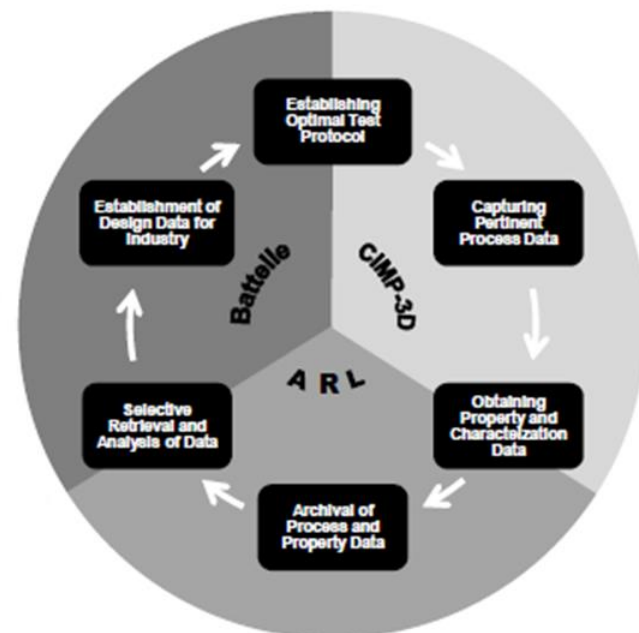 Establishing
Optimal Test
Protocol
Capturing
Pertinent
Process Data
Obtaining
Property and
Characteization
Data
Archival of
Process and
Property Data
Selective
Retrieval and
Analysis of Data
Establishment of
Design Data for
Industry
Battelle
CIMP-3D
ARL